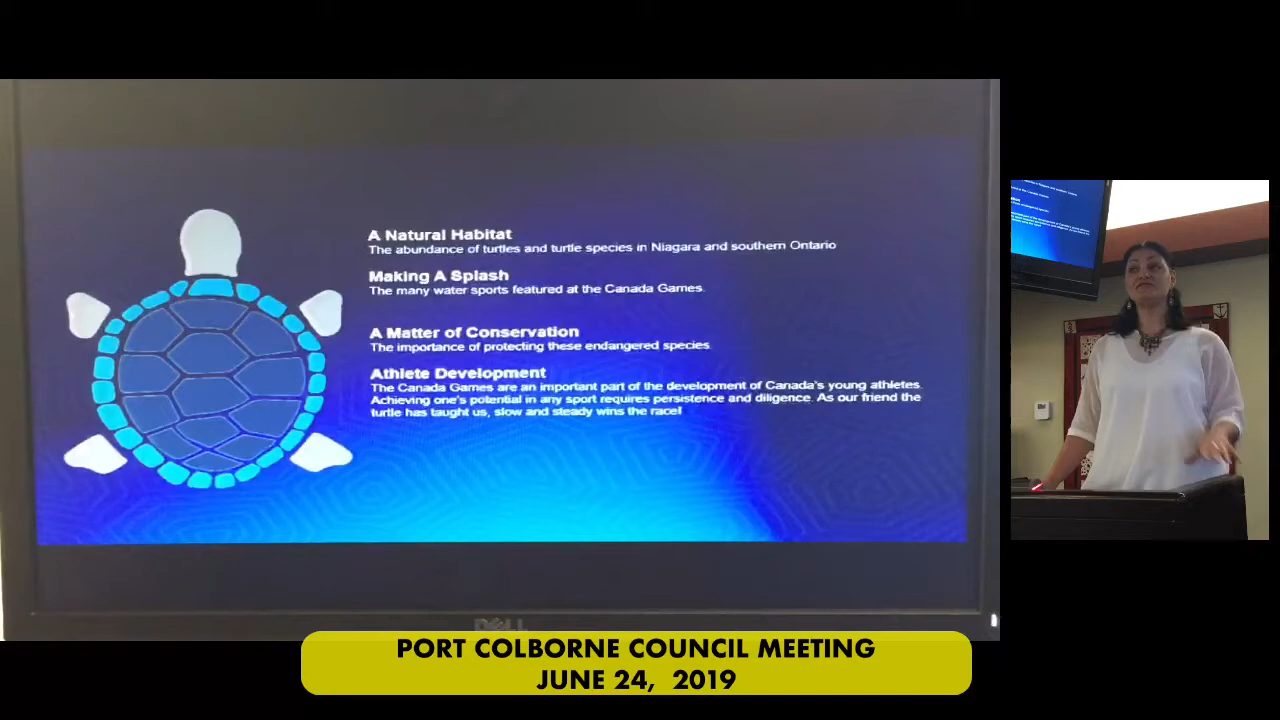 A Natural Habitat
The abundance of turtles and turtle species in Niagara and southern Ontario
Making A Splash
The many water sports featured at the Canada Games.
A Matter of Conservation
The importance of protecting these endangered species.
Athlete Development
The Canada Games are an important part of the development of Canada's young athletes.
Achieving one's potential in any sport requires persistence and diligence. As our friend the
turtle has taught us, slow and steady wins the race!
DELL
PORT COLBORNE COUNCIL MEETING
JUNE 24, 2019